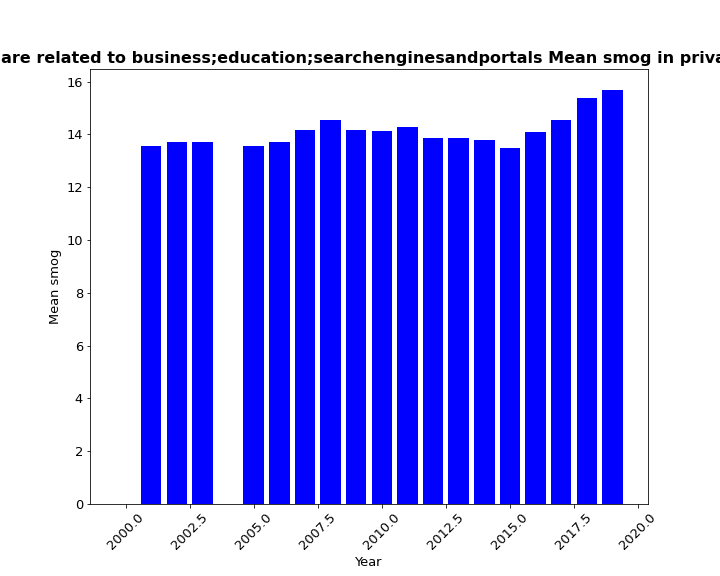 are related to business;education;searchenginesandportals Mean smog in priva
16
14
12
10
8
6
4
2
0
Mean smog
2000.0 2002.5 2005.0 2007.5 2010.0 2012.5 2015.0 2017.5 2020.0
Year